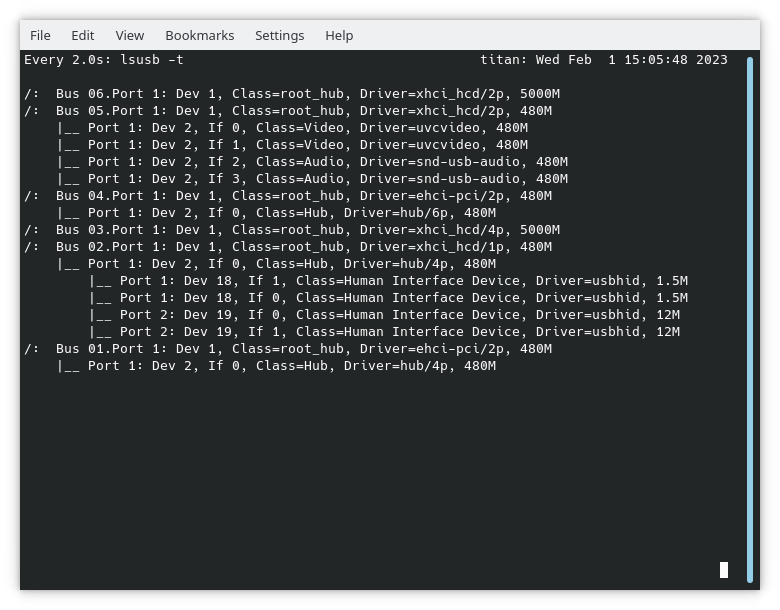 File Edit View Bookmarks Settings Help
Every 2.0s: lsusb -t titan: Wed Feb  1 15:05:48 2023
/:  Bus 06.Port 1: Dev 1, Class=root_hub, Driver=xhci_hcd/2p, 5000M
/:  Bus 05.Port 1: Dev 1, Class=root_hub, Driver=xhci_hcd/2p, 480M
    |__ Port 1: Dev 2, If 0, Class=Video, Driver=uvcvideo, 480M
    |__ Port 1: Dev 2, If 1, Class=Video, Driver=uvcvideo, 480M
    |__ Port 1: Dev 2, If 2, Class=Audio, Driver=snd-usb-audio, 480M
    |__ Port 1: Dev 2, If 3, Class=Audio, Driver=snd-usb-audio, 480M
/:  Bus 04.Port 1: Dev 1, Class=root_hub, Driver=ehci-pci/2p, 480M
    |__ Port 1: Dev 2, If 0, Class=Hub, Driver=hub/6p, 480M
/:  Bus 03.Port 1: Dev 1, Class=root_hub, Driver=xhci_hcd/4p, 5000M
/:  Bus 02.Port 1: Dev 1, Class=root_hub, Driver=xhci_hcd/1p, 480M
    |__ Port 1: Dev 2, If 0, Class=Hub, Driver=hub/4p, 480M
        |__ Port 1: Dev 18, If 1, Class=Human Interface Device, Driver=usbhid, 1.5M
        |__ Port 1: Dev 18, If 0, Class=Human Interface Device, Driver=usbhid, 1.5M
        |__ Port 2: Dev 19, If 0, Class=Human Interface Device, Driver=usbhid, 12M
        |__ Port 2: Dev 19, If 1, Class=Human Interface Device, Driver=usbhid, 12M
/:  Bus 01.Port 1: Dev 1, Class=root_hub, Driver=ehci-pci/2p, 480M
    |__ Port 1: Dev 2, If 0, Class=Hub, Driver=hub/4p, 480M